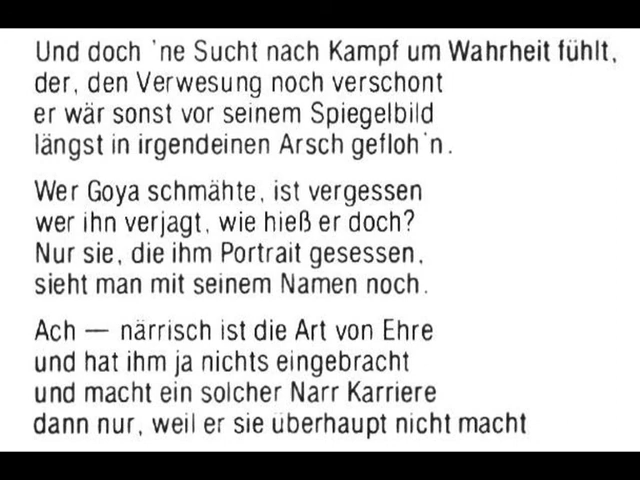 Und doch 'ne Sucht nach Kampf um Wahrheit fühlt,
der, den Verwesung noch verschont
er wär sonst vor seinem Spiegelbild
längst in irgendeinen Arsch gefloh'n.
Wer Goya schmähte, ist vergessen
wer ihn verjagt, wie hieß er doch?
Nur sie, die ihm Portrait gesessen,
sieht man mit seinem Namen noch.
Ach — närrisch ist die Art von Ehre
und hat ihm ja nichts eingebracht
und macht ein solcher Narr Karriere
dann nur, weil er sie überhaupt nicht macht